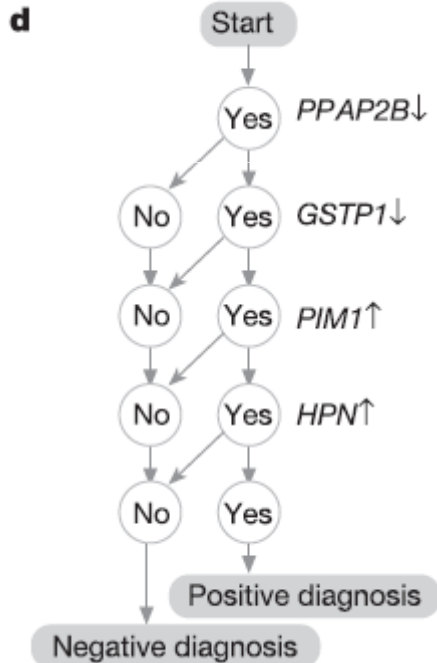 d
Start
Yes PPAP2B↓
No Yes GSTP1↓
No Yes PIM1↑
No Yes HPN↑
No Yes
Positive diagnosis
Negative diagnosis